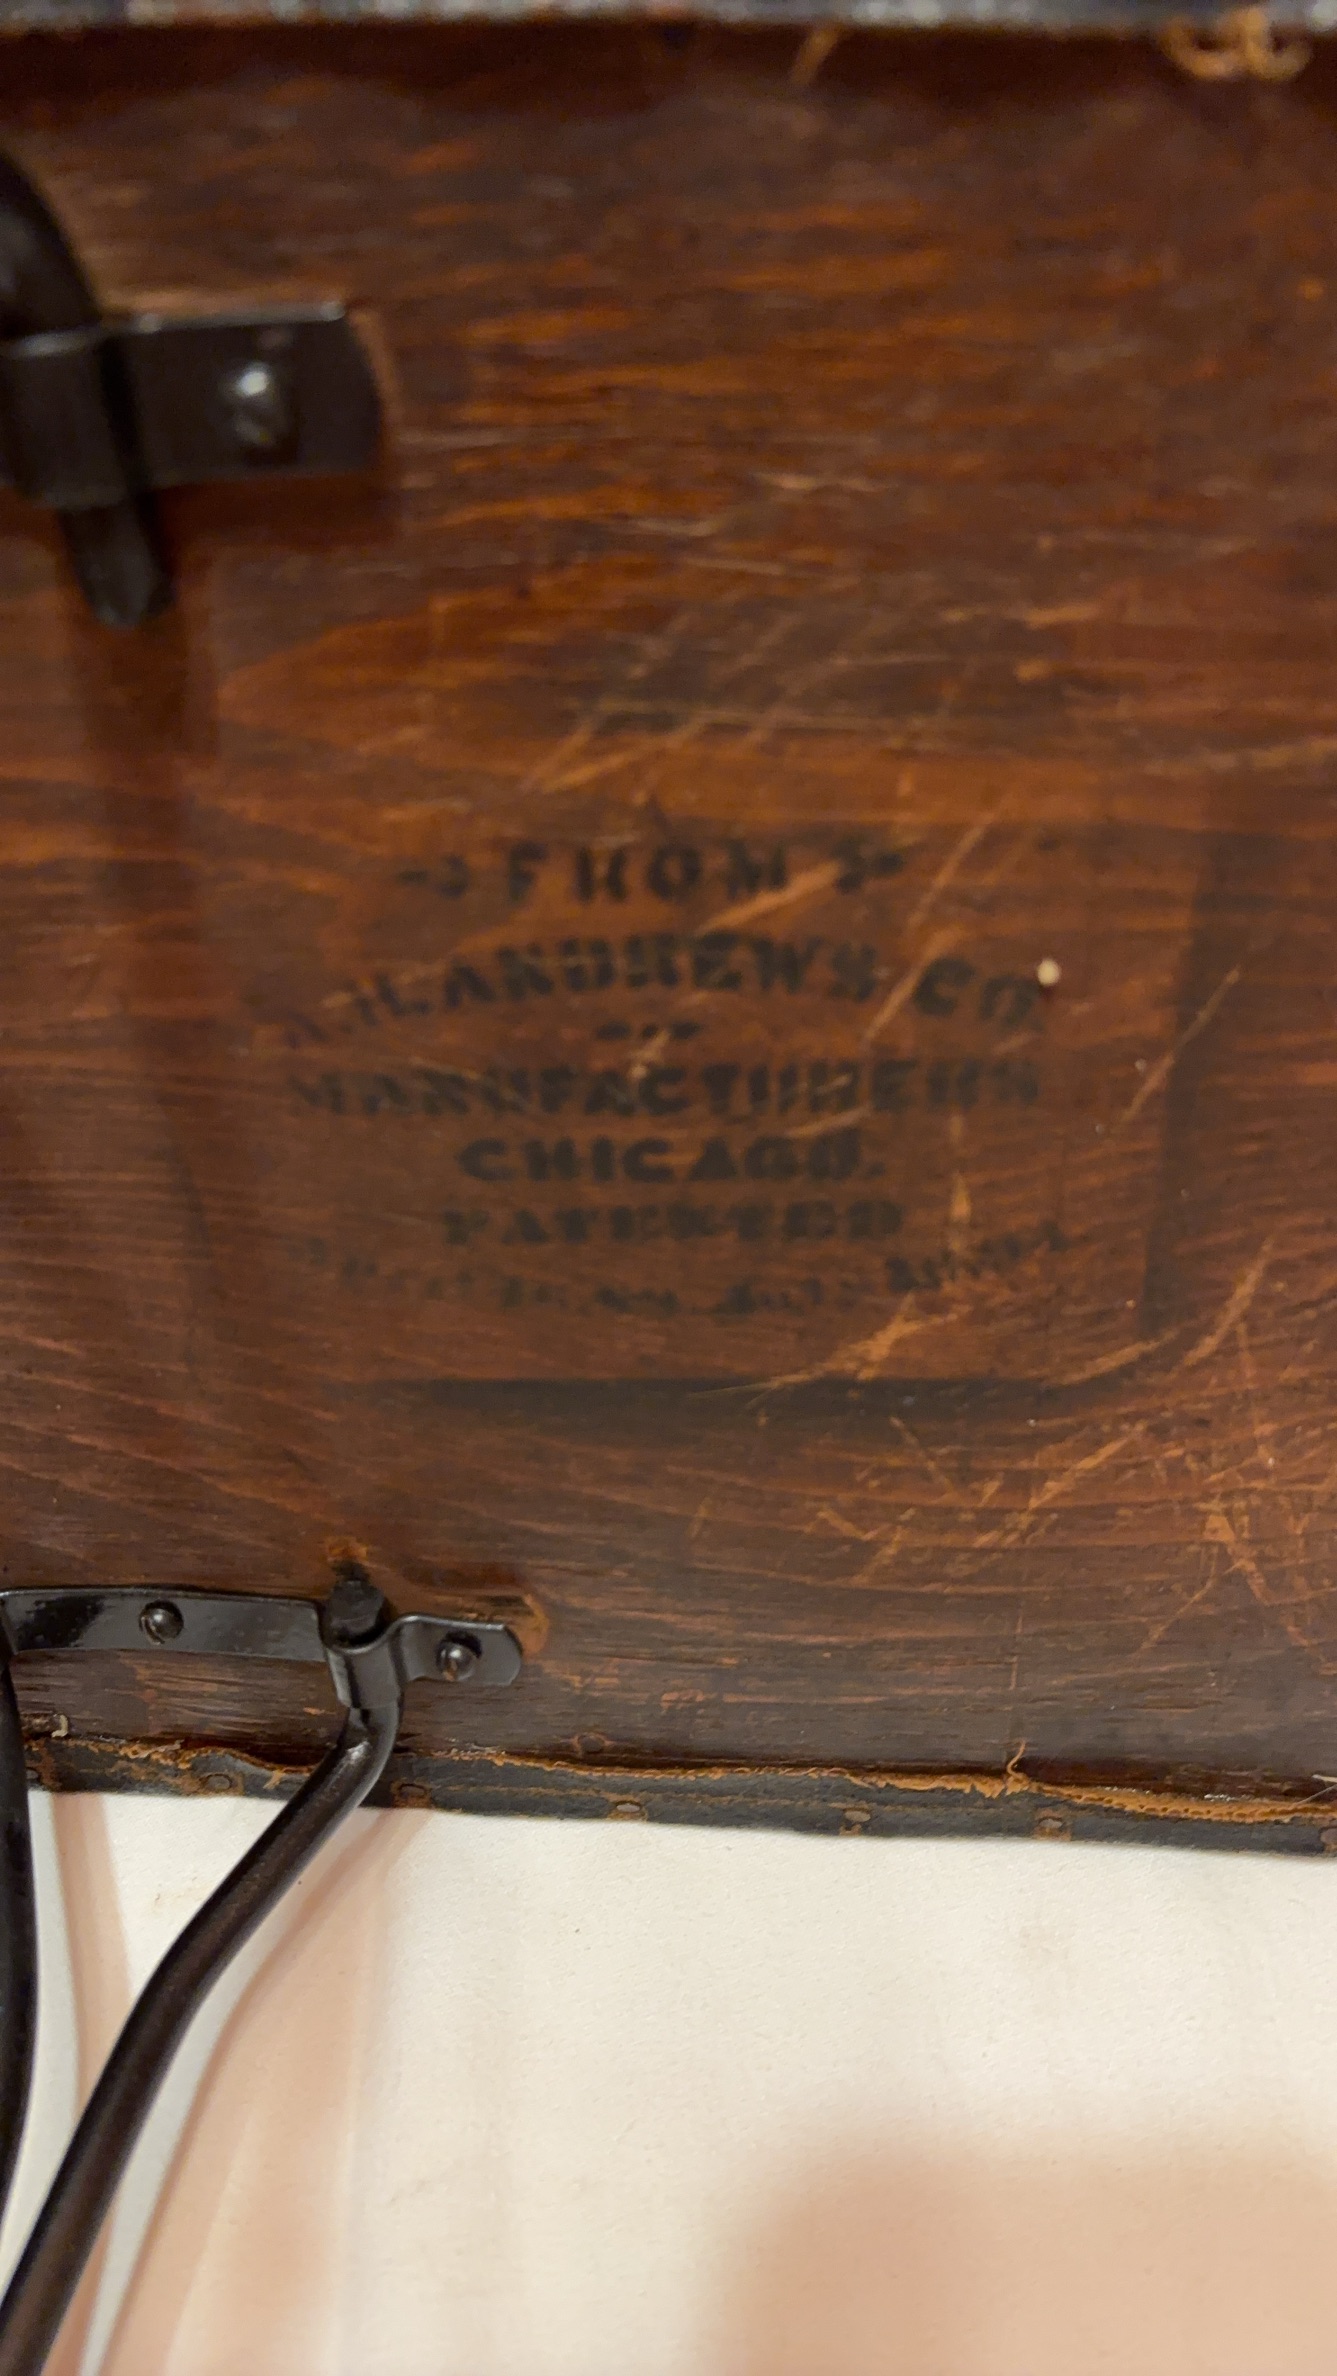 FROM
A.H. ANDREWS CO.
MANUFACTURERS
CHICAGO.
PATENTED